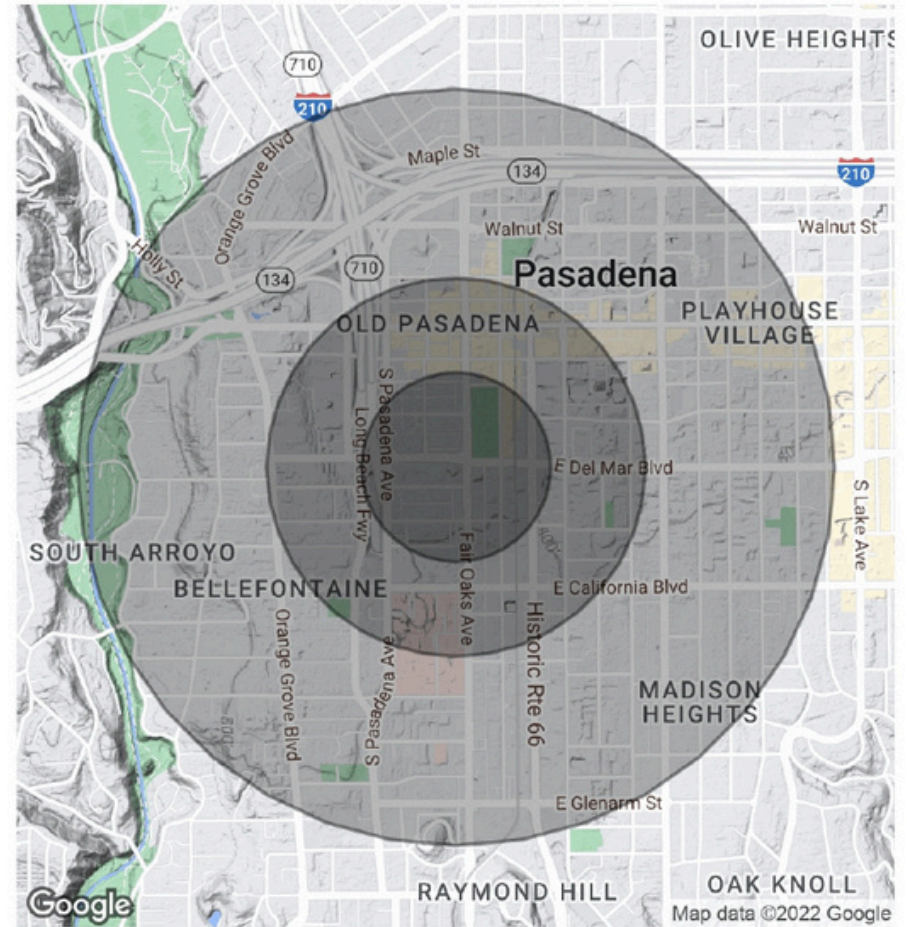 OLIVE HEIGHTS
710
210
Orange Grove Blvd
Maple St
134
210
Walnut St
Walnut St
Holly St
134
710
Pasadena
OLD PASADENA
PLAYHOUSE
VILLAGE
S Pasadena Ave
Long Beach Fwy
E Del Mar Blvd
S Lake Ave
SOUTH ARROYO
BELLEFONTAINE
Fair Oaks Ave
E California Blvd
Orange Grove Blvd
S Pasadena Ave
Historic Rte 66
MADISON
HEIGHTS
800
E Glenarm St
RAYMOND HILL
OAK KNOLL
Google
Map data ©2022 Google